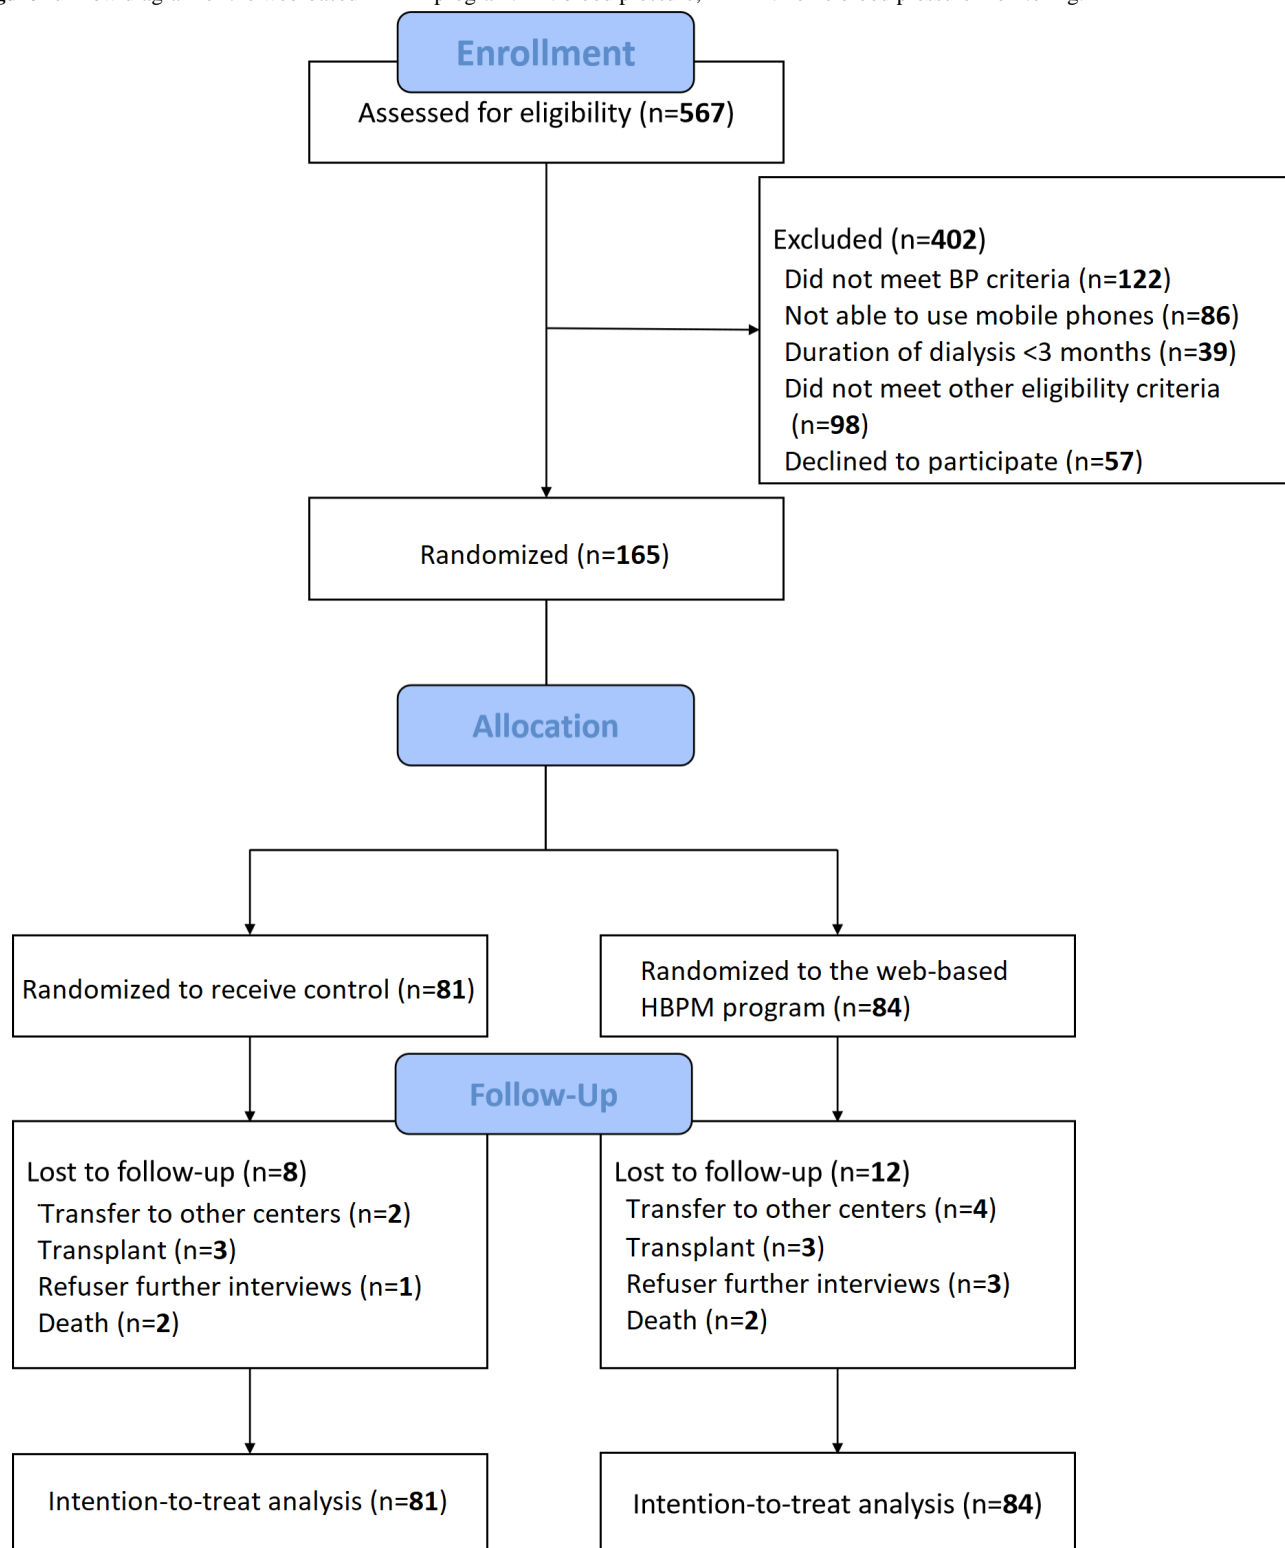 Enrollment
Assessed for eligibility (n=567)
Excluded (n=402)
Did not meet BP criteria (n=122)
Not able to use mobile phones (n=86)
Duration of dialysis <3 months (n=39)
Did not meet other eligibility criteria
(n=98)
Declined to participate (n=57)
Randomized (n=165)
Allocation
Randomized to receive control (n=81)
Randomized to the web-based
HBPM program (n=84)
Follow-Up
Lost to follow-up (n=8)
Transfer to other centers (n=2)
Transplant (n=3)
Refuser further interviews (n=1)
Death (n=2)
Lost to follow-up (n=12)
Transfer to other centers (n=4)
Transplant (n=3)
Refuser further interviews (n=3)
Death (n=2)
Intention-to-treat analysis (n=81)
Intention-to-treat analysis (n=84)